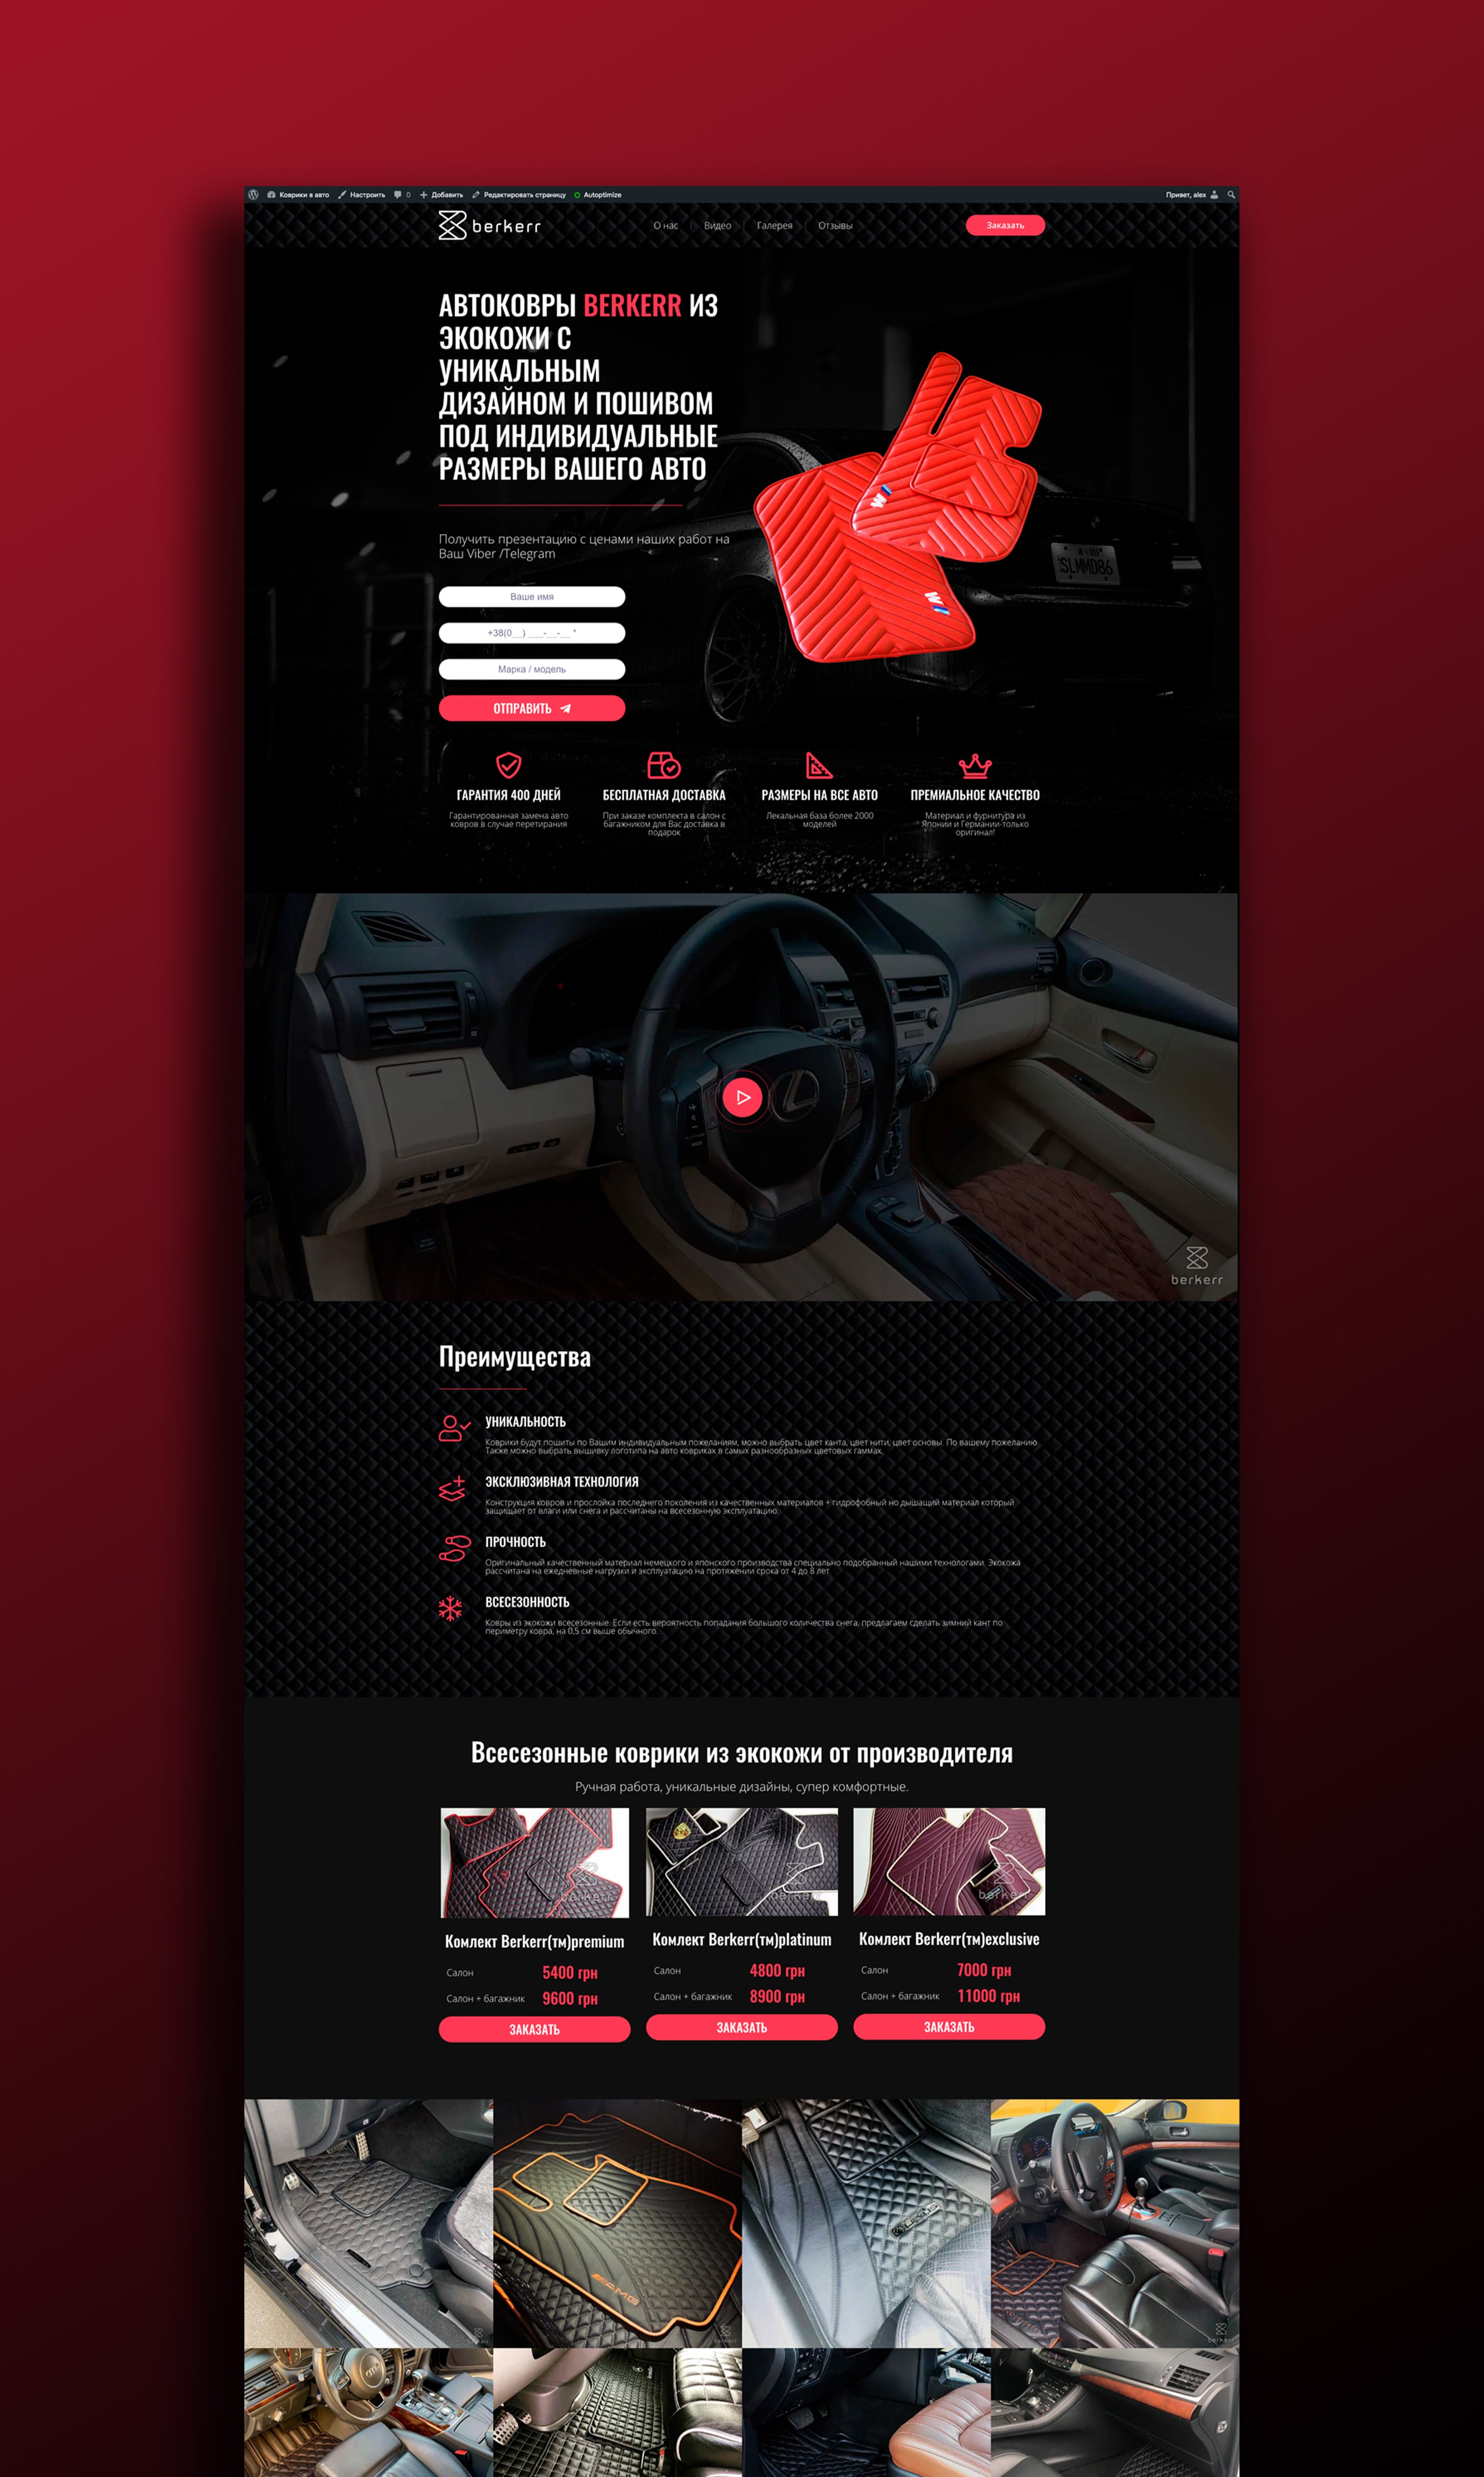 Коврики в авто Настроить 0 Добавить Редактировать страницу Autoptimize Привет, alex
berkerr О нас Видео Галерея Отзывы Заказать
АВТОКОВРЫ BERKERR ИЗ
ЭКОКОЖИ С
УНИКАЛЬНЫМ
ДИЗАЙНОМ И ПОШИВОМ
ПОД ИНДИВИДУАЛЬНЫЕ
РАЗМЕРЫ ВАШЕГО АВТО
SLMMD86
Получить презентацию с ценами наших работ на
Ваш Viber /Telegram
Ваше имя
+38(0__) ___-__-__ *
Марка / модель
ОТПРАВИТЬ
ГАРАНТИЯ 400 ДНЕЙ
Гарантированная замена авто
ковров в случае перетирания
БЕСПЛАТНАЯ ДОСТАВКА
При заказе комплекта в салон с
багажником для Вас доставка в
подарок
РАЗМЕРЫ НА ВСЕ АВТО
Лекальная база более 2000
моделей
ПРЕМИАЛЬНОЕ КАЧЕСТВО
Материал и фурнитура из
Японии и Германии-только
оригинал!
berkerr
Преимущества
УНИКАЛЬНОСТЬ
Коврики будут пошиты по Вашим индивидуальным пожеланиям, можно выбрать цвет канта, цвет нити, цвет основы. По вашему пожеланию
Также можно выбрать вышивку логотипа на авто ковриках в самых разнообразных цветовых гаммах.
ЭКСКЛЮЗИВНАЯ ТЕХНОЛОГИЯ
Конструкция ковров и прослойка последнего поколения из качественных материалов + гидрофобный но дышащий материал который
защищает от влаги или снега и рассчитаны на всесезонную эксплуатацию.
ПРОЧНОСТЬ
Оригинальный качественный материал немецкого и японского производства специально подобранный нашими технологами. Экокожа
рассчитана на ежедневные нагрузки и эксплуатацию на протяжении срока от 4 до 8 лет.
ВСЕСЕЗОННОСТЬ
Ковры из экокожи всесезонные. Если есть вероятность попадания большого количества снега, предлагаем сделать зимний кант по
периметру ковра, на 0,5 см выше обычного
Всесезонные коврики из экокожи от производителя
Ручная работа, уникальные дизайны, супер комфортные.
berkerr
berkerr
berkerr
Комлект Berkerr(тм)premium
Салон 5400 грн
Салон + багажник 9600 грн
ЗАКАЗАТЬ
Комлект Berkerr(тм)platinum
Салон 4800 грн
Салон + багажник 8900 грн
ЗАКАЗАТЬ
Комлект Berkerr(тм)exclusive
Салон 7000 грн
Салон + багажник 11000 грн
ЗАКАЗАТЬ
AMG
LEXUS
berkerr
berkerr